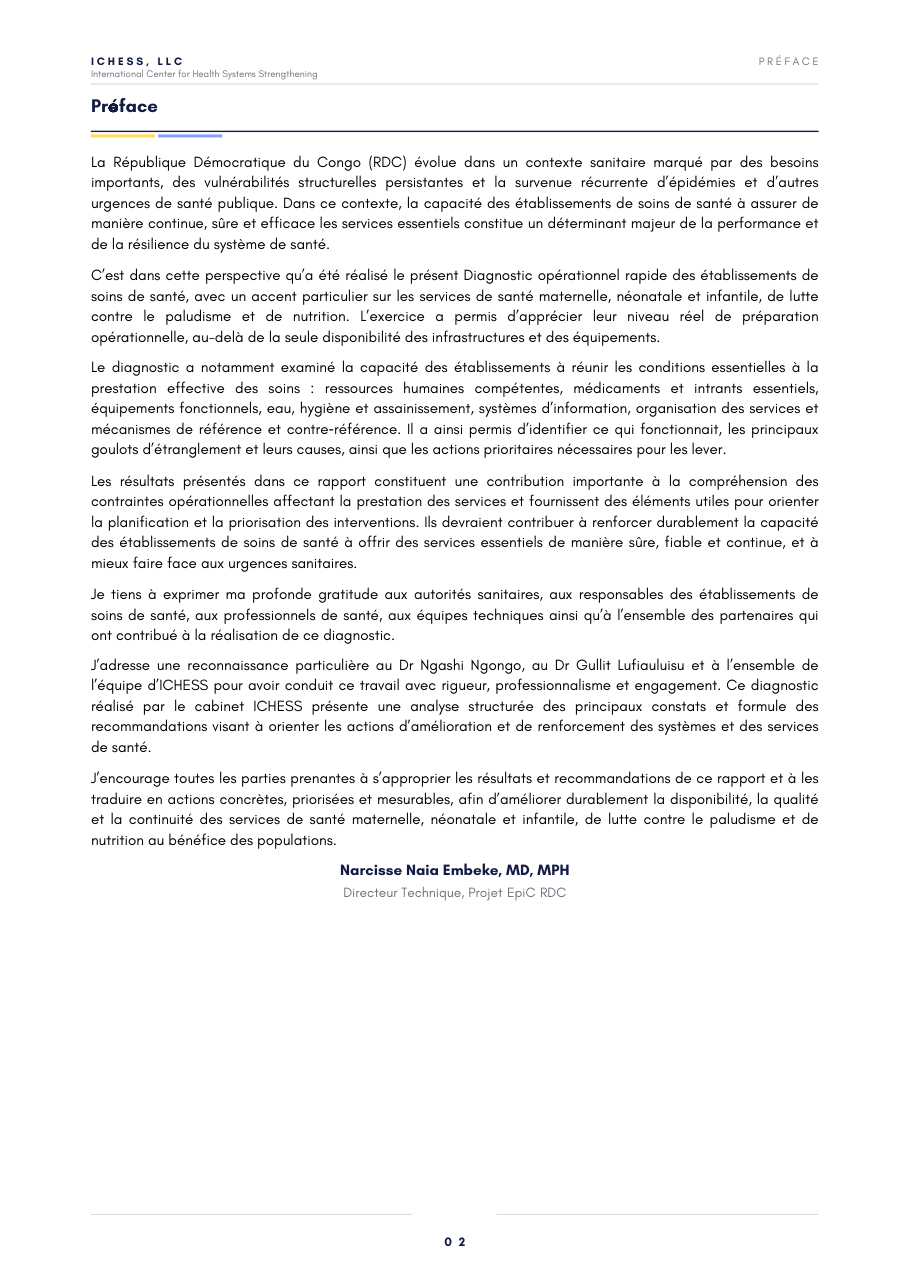 ICHESS, LLC
PRÉFACE
International Center for Health Systems Strengthening
Préface
La République Démocratique du Congo (RDC) évolue dans un contexte sanitaire marqué par des besoins
importants, des vulnérabilités structurelles persistantes et la survenue récurrente d’épidémies et d’autres
urgences de santé publique. Dans ce contexte, la capacité des établissements de soins de santé à assurer de
manière continue, sûre et efficace les services essentiels constitue un déterminant majeur de la performance et
de la résilience du système de santé.
C’est dans cette perspective qu’a été réalisé le présent Diagnostic opérationnel rapide des établissements de
soins de santé, avec un accent particulier sur les services de santé maternelle, néonatale et infantile, de lutte
contre le paludisme et de nutrition. L’exercice a permis d’apprécier leur niveau réel de préparation
opérationnelle, au-delà de la seule disponibilité des infrastructures et des équipements.
Le diagnostic a notamment examiné la capacité des établissements à réunir les conditions essentielles à la
prestation effective des soins : ressources humaines compétentes, médicaments et intrants essentiels,
équipements fonctionnels, eau, hygiène et assainissement, systèmes d’information, organisation des services et
mécanismes de référence et contre-référence. Il a ainsi permis d’identifier ce qui fonctionnait, les principaux
goulots d’étranglement et leurs causes, ainsi que les actions prioritaires nécessaires pour les lever.
Les résultats présentés dans ce rapport constituent une contribution importante à la compréhension des
contraintes opérationnelles affectant la prestation des services et fournissent des éléments utiles pour orienter
la planification et la priorisation des interventions. Ils devraient contribuer à renforcer durablement la capacité
des établissements de soins de santé à offrir des services essentiels de manière sûre, fiable et continue, et à
mieux faire face aux urgences sanitaires.
Je tiens à exprimer ma profonde gratitude aux autorités sanitaires, aux responsables des établissements de
soins de santé, aux professionnels de santé, aux équipes techniques ainsi qu’à l’ensemble des partenaires qui
ont contribué à la réalisation de ce diagnostic.
J’adresse une reconnaissance particulière au Dr Ngashi Ngongo, au Dr Gullit Lufiauluisu et à l’ensemble de
l’équipe d’ICHESS pour avoir conduit ce travail avec rigueur, professionnalisme et engagement. Ce diagnostic
réalisé par le cabinet ICHESS présente une analyse structurée des principaux constats et formule des
recommandations visant à orienter les actions d’amélioration et de renforcement des systèmes et des services
de santé.
J’encourage toutes les parties prenantes à s’approprier les résultats et recommandations de ce rapport et à les
traduire en actions concrètes, priorisées et mesurables, afin d’améliorer durablement la disponibilité, la qualité
et la continuité des services de santé maternelle, néonatale et infantile, de lutte contre le paludisme et de
nutrition au bénéfice des populations.
Narcisse Naia Embeke, MD, MPH
Directeur Technique, Projet EpiC RDC
02